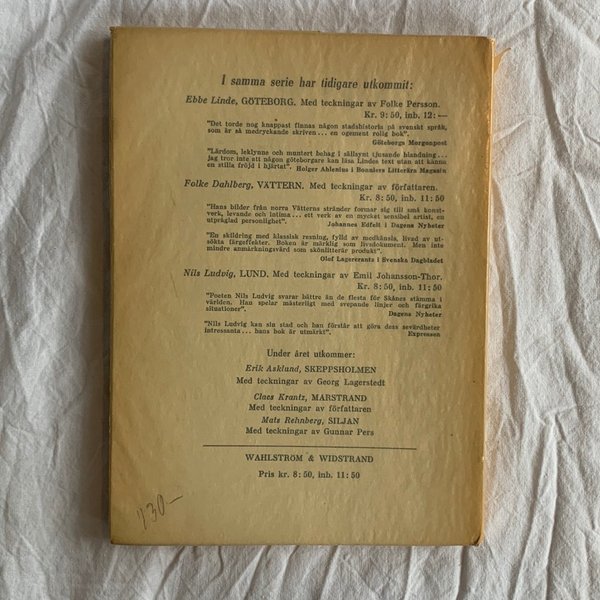 I samma serie har tidigare utkommit:
Ebbe Linde, GÖTEBORG. Med teckningar av Folke Persson.
Kr. 9: 50, inb. 12: —
"Det torde nog knappast finnas någon stadshistoria på svenskt språk,
som är så medryckande skriven... en ogement rolig bok".
Göteborgs Morgonpost
"Lärdom, leklynne och muntert behag i sällsynt tjusande blandning...
jag tror inte att någon göteborgare kan läsa Lindes text utan att känna
en stilla fröjd i hjärtat". Holger Ahlenius i Bonniers Litterära Magasin
Folke Dahlberg, VÄTTERN. Med teckningar av författaren.
Kr. 8: 50, inb. 11: 50
"Hans bilder från norra Vätterns stränder formar sig till små konst-
verk, levande och intima... ett verk av en mycket sensibel artist, en
utpräglad personlighet". Johannes Edfelt i Dagens Nyheter
"En skildring med klassisk resning, fylld av medkänsla, livad av ut-
sökta färgeffekter. Boken är märklig som livsdokument. Men inte
mindre anmärkningsvärd som skönlitterär produkt".
Olof Lagercrantz i Svenska Dagbladet
Nils Ludvig, LUND. Med teckningar av Emil Johansson-Thor.
Kr. 8: 50, inb. 11: 50
"Poeten Nils Ludvig svarar bättre än de flesta för Skånes stämma i
världen. Han spelar mästerligt med svepande linjer och färgrika
situationer".
Dagens Nyheter
"Nils Ludvig kan sin stad och han förstår att göra dess sevärdheter
intressanta... hans bok är utmärkt".
Expressen
Under året utkommer:
Erik Asklund, SKEPPSHOLMEN
Med teckningar av Georg Lagerstedt
Claes Krantz, MARSTRAND
Med teckningar av författaren
Mats Rehnberg, SILJAN
Med teckningar av Gunnar Pers
WAHLSTRÖM & WIDSTRAND
Pris kr. 8: 50, inb. 11: 50